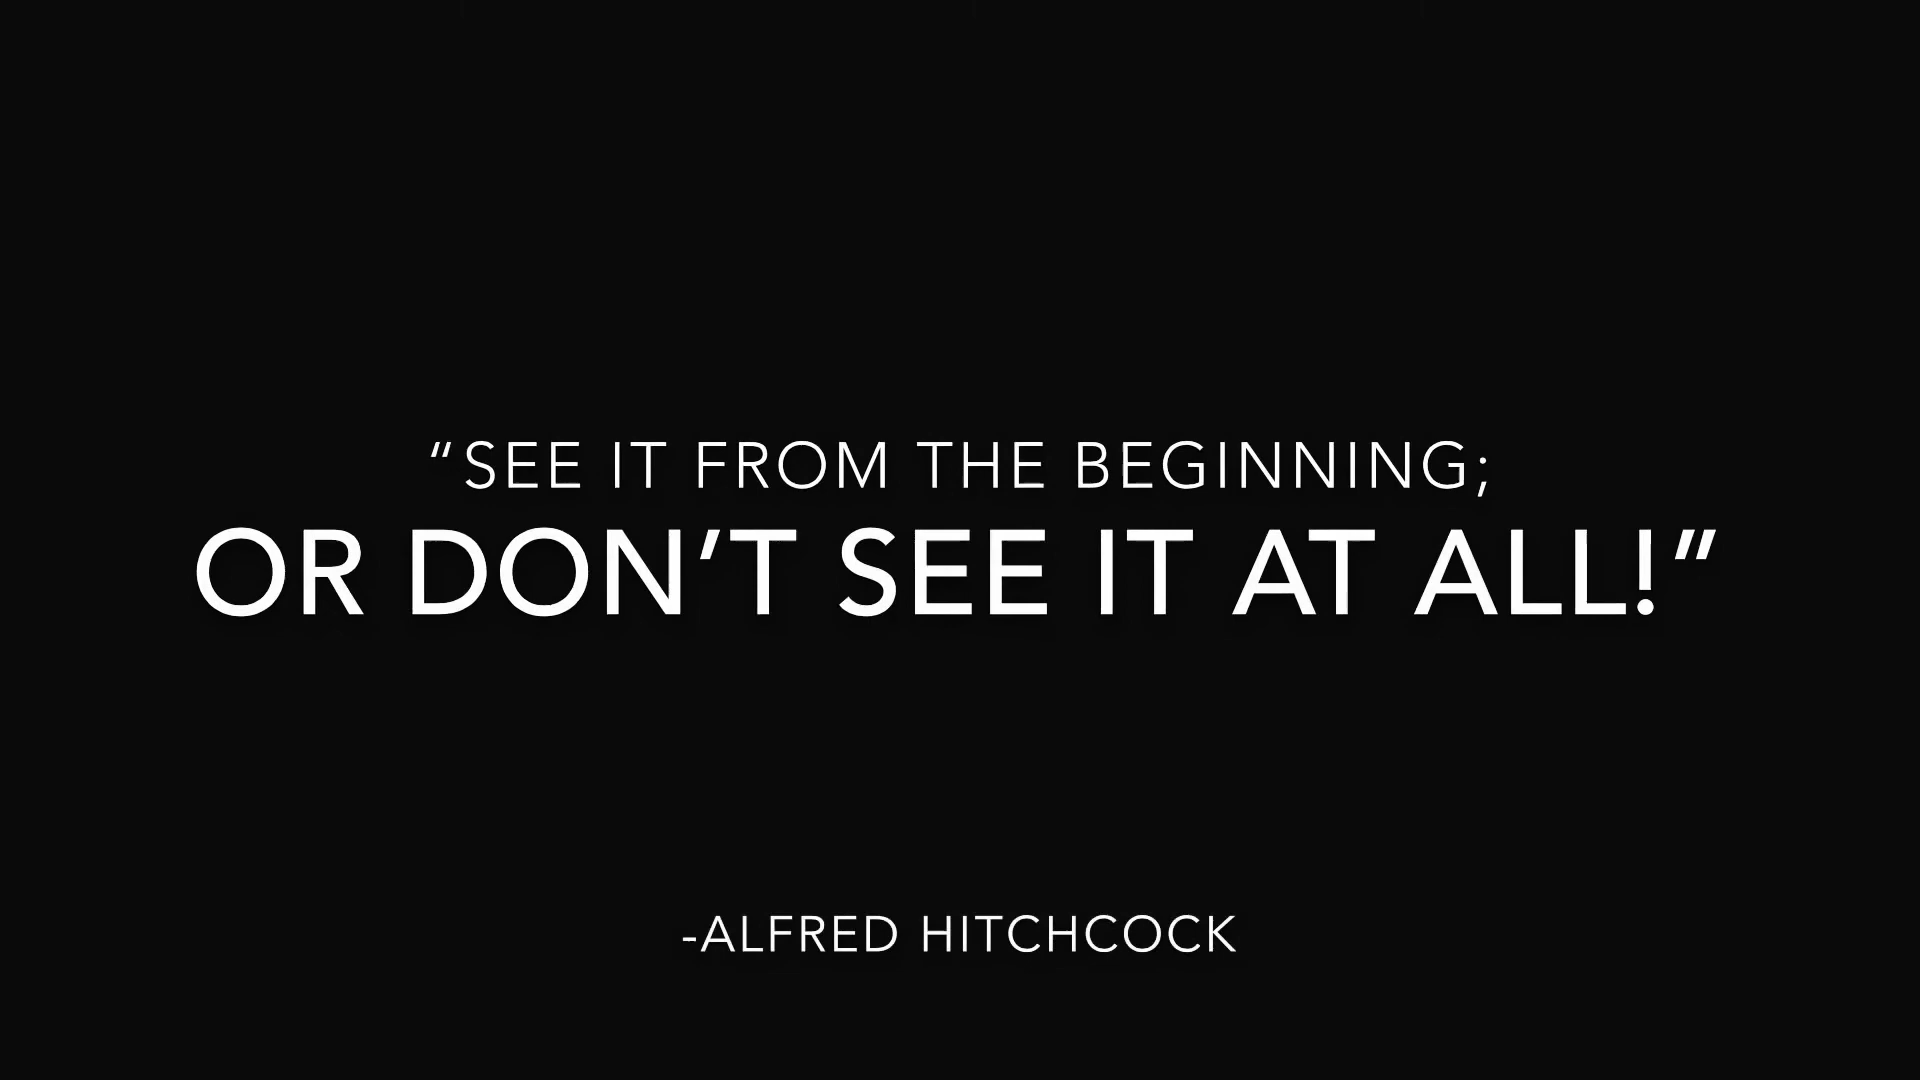 “SEE IT FROM THE BEGINNING;
OR DON’T SEE IT AT ALL!”
-ALFRED HITCHCOCK